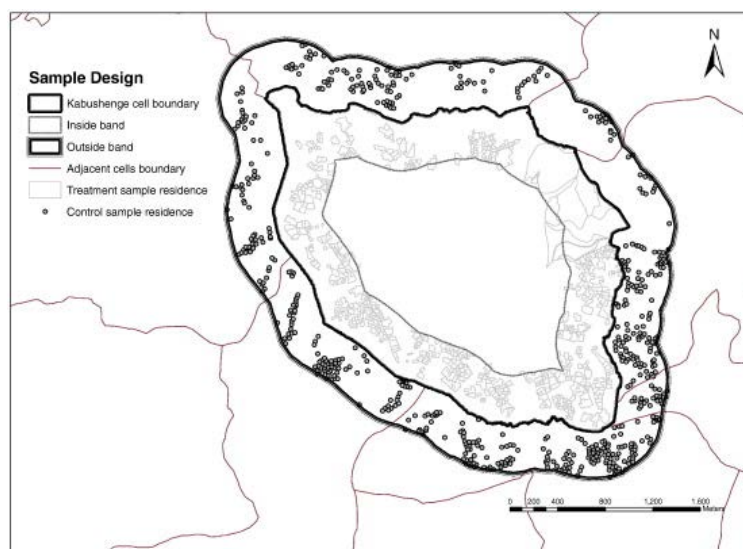 N
Sample Design
Kabushenge cell boundary
Inside band
Outside band
Adjacent cells boundary
Treatment sample residence
Control sample residence
0 200 400 800 1,200 1,600
Meters